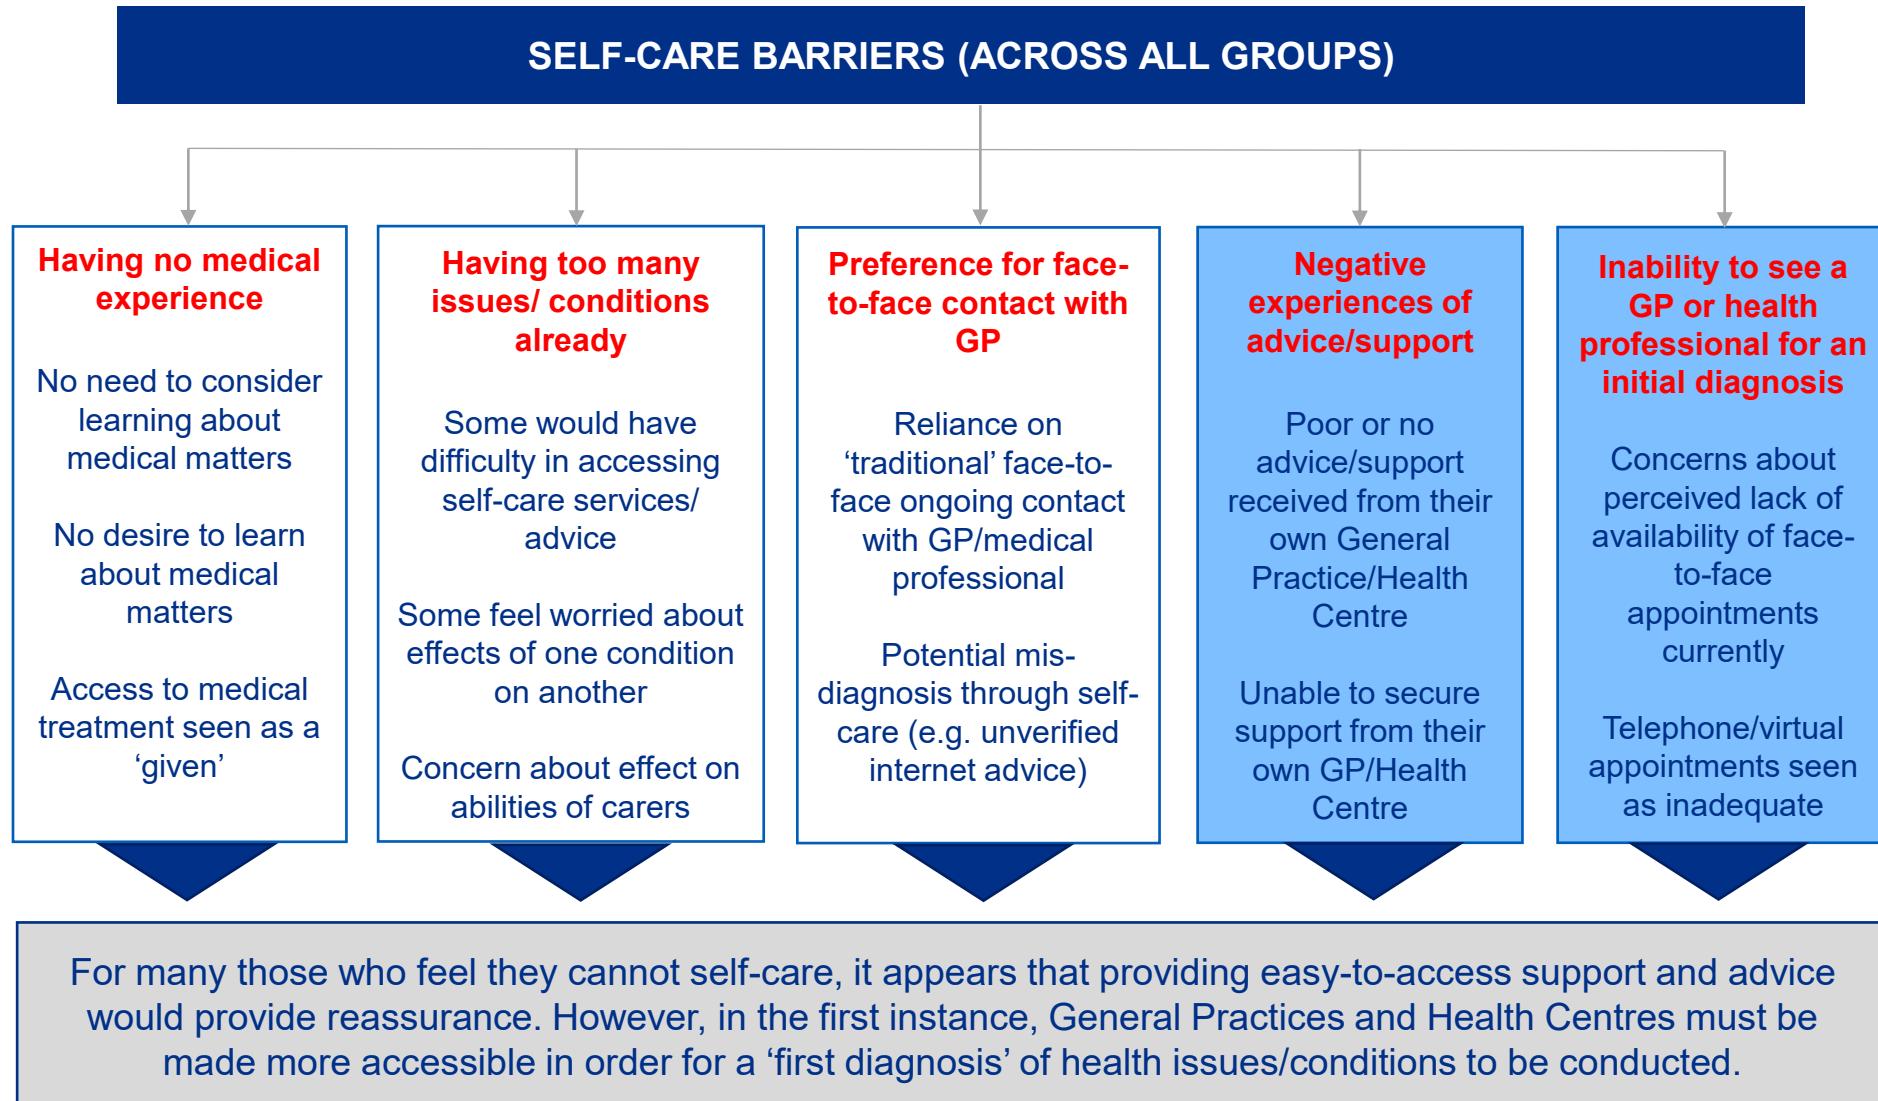 SELF-CARE BARRIERS (ACROSS ALL GROUPS)
Having no medical
experience
No need to consider
learning about
medical matters
No desire to learn
about medical
matters
Access to medical
treatment seen as a
‘given’
Having too many
issues/ conditions
already
Some would have
difficulty in accessing
self-care services/
advice
Some feel worried about
effects of one condition
on another
Concern about effect on
abilities of carers
Preference for face-
to-face contact with
GP
Reliance on
‘traditional’ face-to-
face ongoing contact
with GP/medical
professional
Potential mis-
diagnosis through self-
care (e.g. unverified
internet advice)
Negative
experiences of
advice/support
Poor or no
advice/support
received from their
own General
Practice/Health
Centre
Unable to secure
support from their
own GP/Health
Centre
Inability to see a
GP or health
professional for an
initial diagnosis
Concerns about
perceived lack of
availability of face-
to-face
appointments
currently
Telephone/virtual
appointments seen
as inadequate
For many those who feel they cannot self-care, it appears that providing easy-to-access support and advice
would provide reassurance. However, in the first instance, General Practices and Health Centres must be
made more accessible in order for a ‘first diagnosis’ of health issues/conditions to be conducted.